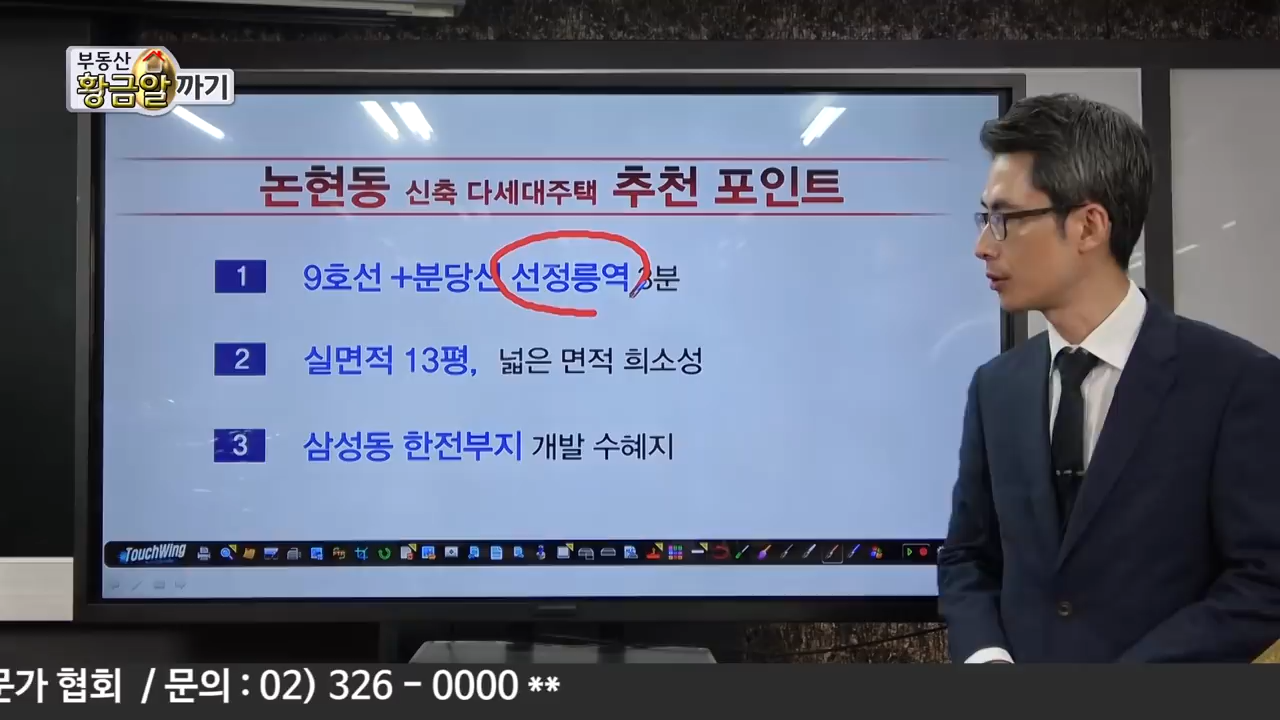 부동산
황금알까기
논현동 신축 다세대주택 추천 포인트
1 9호선 +분당선 선정릉역 3분
2 실면적 13평, 넓은 면적 희소성
3 삼성동 한전부지 개발 수혜지
TouchWing
문가 협회 / 문의 : 02) 326 - 0000 **